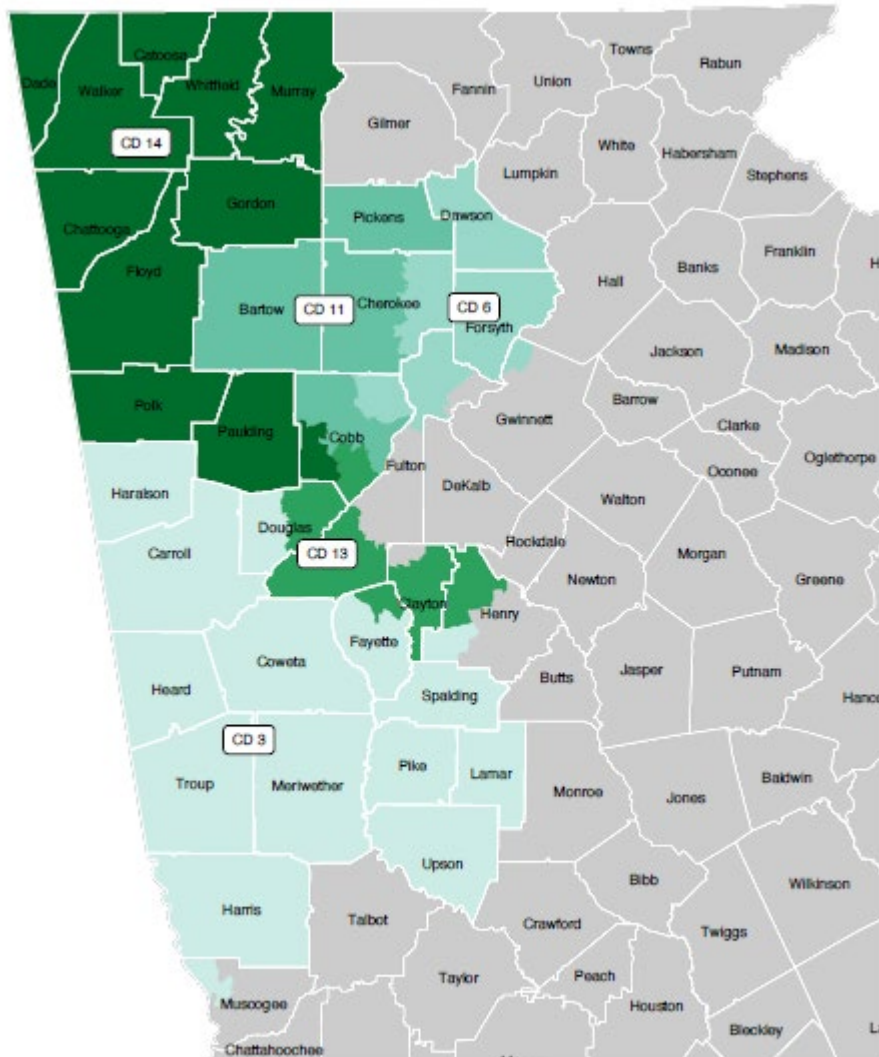 Towns
Rabun
Catoosa
Union
Dade
Walker
Whitfield
Murray
Fannin
Gilmer
White
CD 14
Habersham
Lumpkin
Stephens
Gordon
Pickens
Dawson
Chattooga
Franklin
Floyd
Hall
Banks
Bartow
CD 11
Cherokee
CD 6
Forsyth
Jackson
Madison
Polk
Barrow
Gwinnett
Clarke
Paulding
Cobb
Oglethorpe
Fulton
Oconee
DeKalb
Haralson
Walton
Douglas
Rockdale
Carroll
CD 13
Morgan
Newton
Greene
Clayton
Henry
Fayette
Coweta
Jasper
Putnam
Butts
Heard
Spalding
Hanc
CD 3
Pike
Lamar
Baldwin
Troup
Meriwether
Monroe
Jones
Upson
Bibb
Wilkinson
Harris
Talbot
Crawford
Twiggs
Taylor
Peach
Muscogee
Houston
Bleckley
Chattahoochee